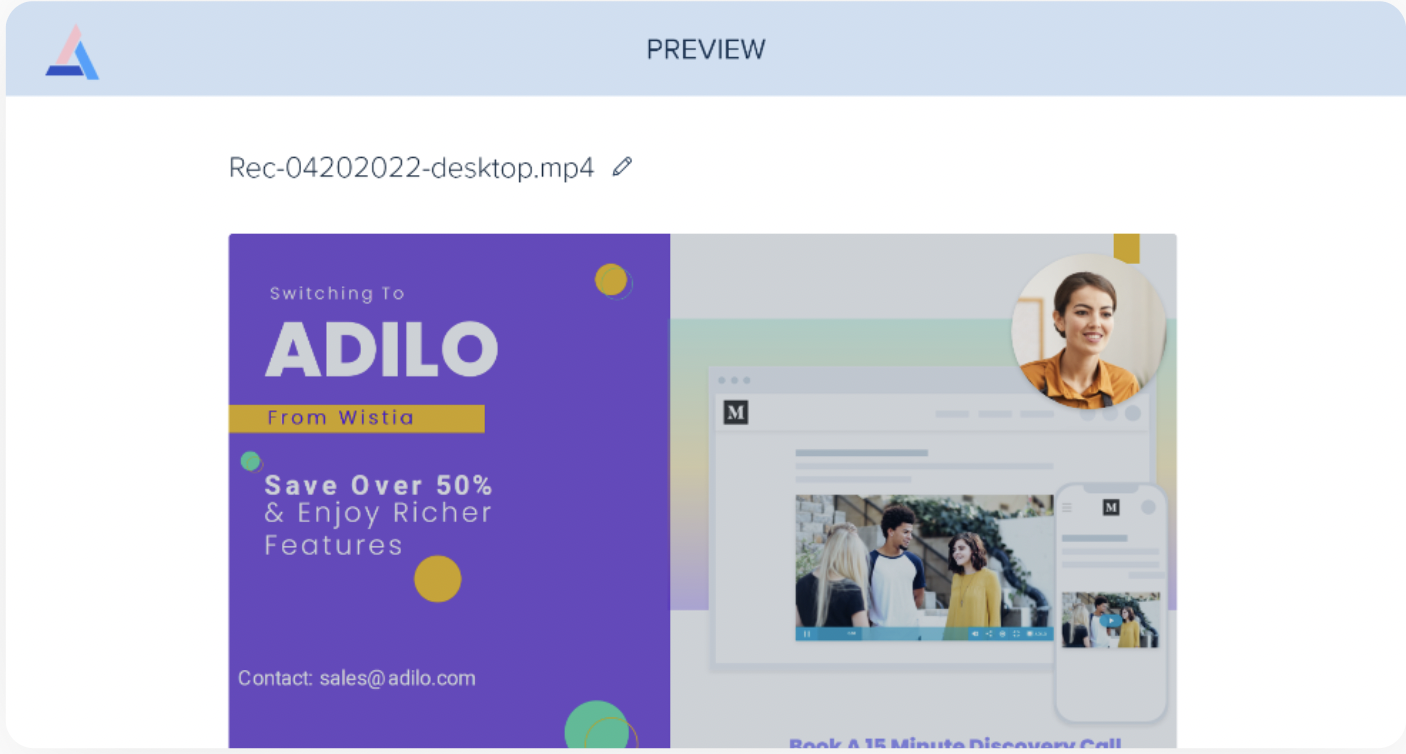 PREVIEW
Rec-04202022-desktop.mp4
Switching To
ADILO
From Wistia
Save Over 50%
& Enjoy Richer
Features
Contact: sales@adilo.com
M
M
Book A 15 Minute Discovery Call